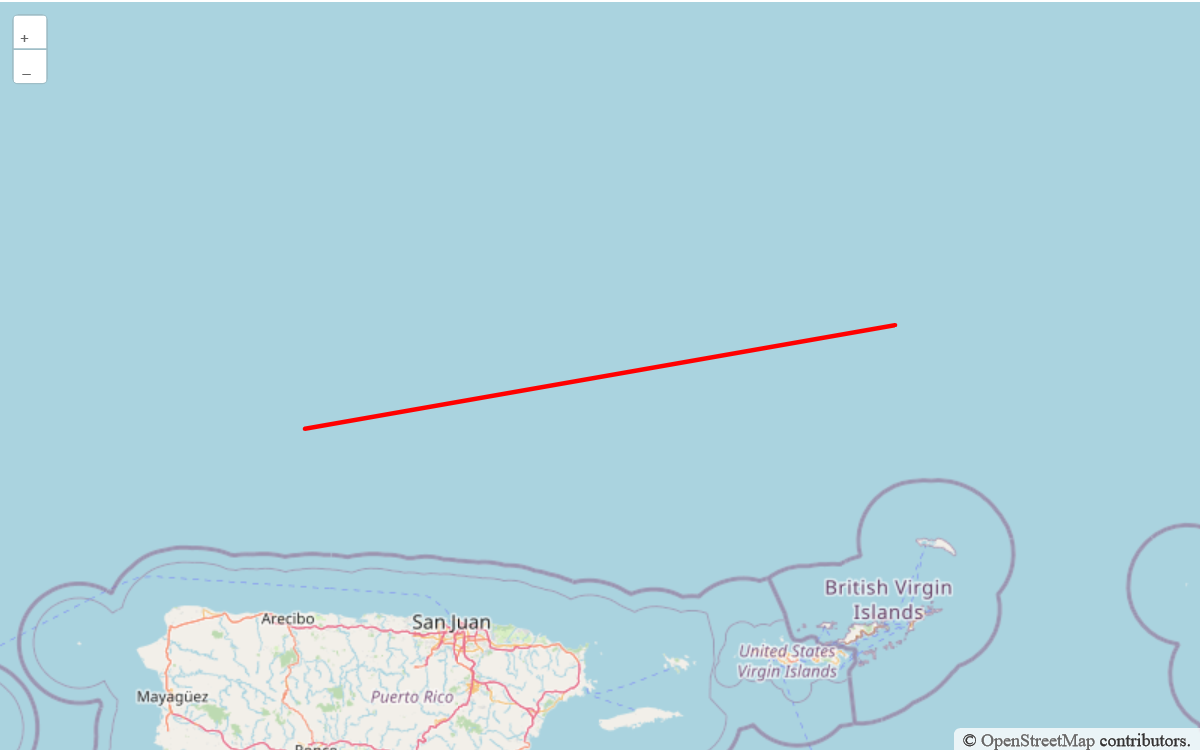 +
–
British Virgin
Islands
Arecibo
San Juan
United States
Virgin Islands
Mayagüez
Puerto Rico
Ponce
© OpenStreetMap contributors.